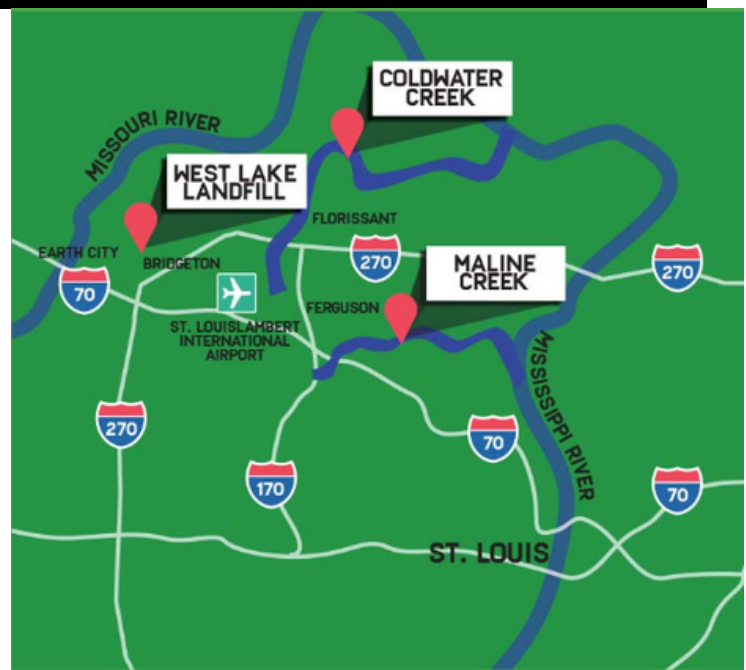 COLDWATER
CREEK
MISSOURI RIVER
WEST LAKE
LANDFILL
FLORISSANT
EARTH CITY
BRIDGETON
270
MALINE
CREEK
270
70
FERGUSON
ST. LOUISLAMBERT
INTERNATIONAL
AIRPORT
MISSISSIPPI RIVER
270
70
170
70
ST. LOUIS